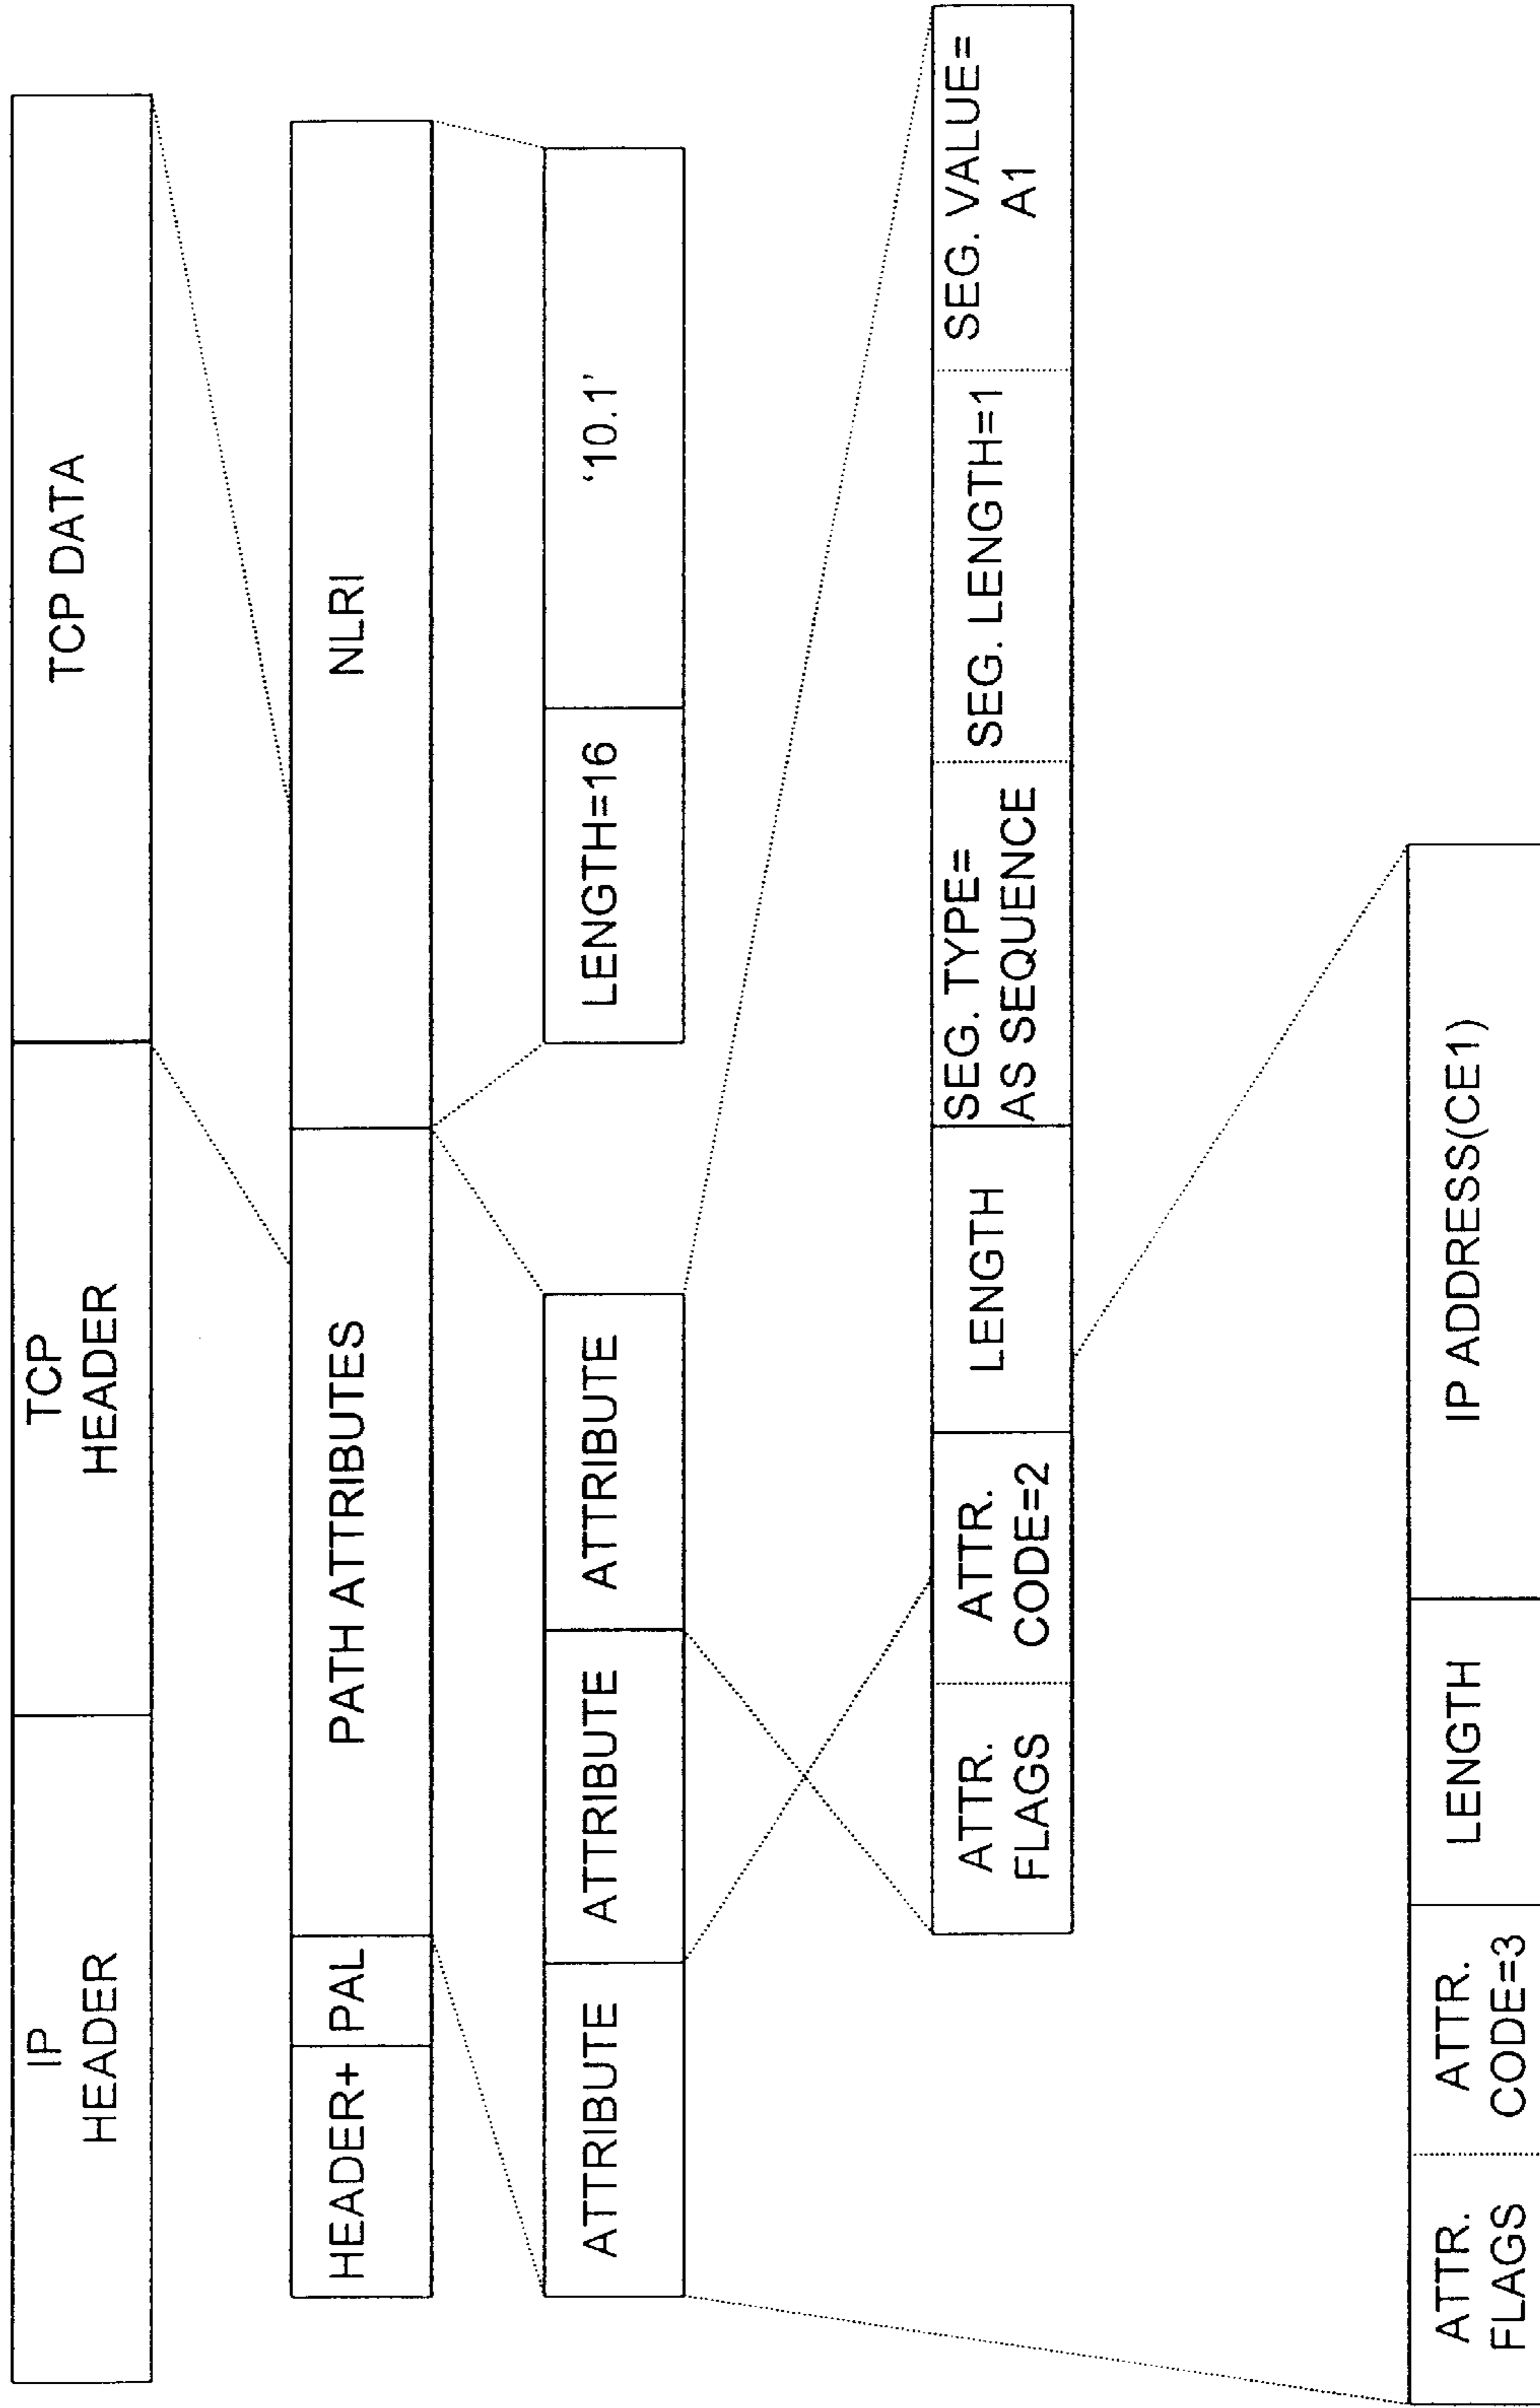 IP
HEADER
TCP
HEADER
TCP DATA
HEADER+
PAL
PATH ATTRIBUTES
NLRI
ATTRIBUTE
ATTRIBUTE
ATTRIBUTE
LENGTH=16
‘10.1’
ATTR.
FLAGS
ATTR.
CODE=2
LENGTH
SEG. TYPE=
AS SEQUENCE
SEG. LENGTH=1
SEG. VALUE=
A1
ATTR.
FLAGS
ATTR.
CODE=3
LENGTH
IP ADDRESS(CE1)